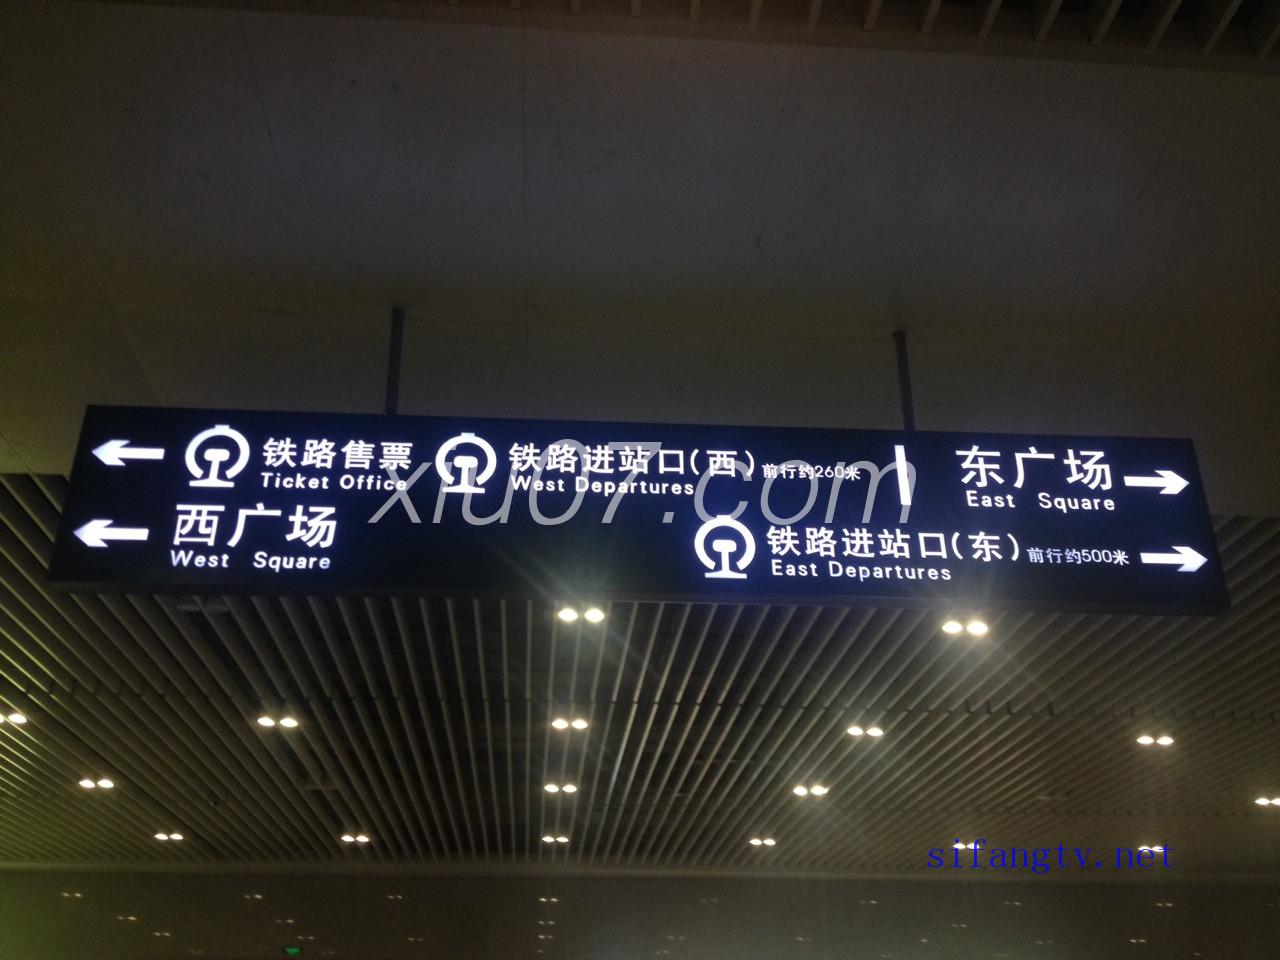 铁路售票
Ticket Office
铁路进站口(西)前行约260米
West Departures
东广场
East Square
西广场
West Square
铁路进站口(东)前行约500米
East Departures
xiu07.com
sifangtv.net